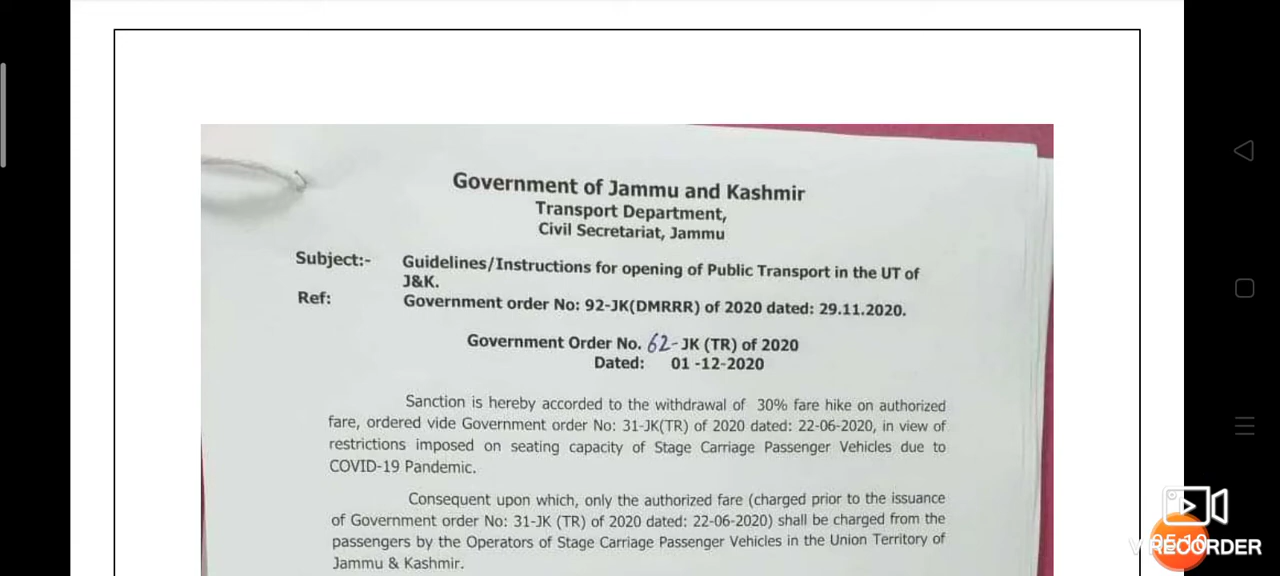 Government of Jammu and Kashmir
Transport Department,
Civil Secretariat, Jammu
Subject:- Guidelines/Instructions for opening of Public Transport in the UT of
J&K.
Ref: Government order No: 92-JK(DMRRR) of 2020 dated: 29.11.2020.
Government Order No. 62- JK (TR) of 2020
Dated: 01 -12-2020
Sanction is hereby accorded to the withdrawal of 30% fare hike on authorized
fare, ordered vide Government order No: 31-JK(TR) of 2020 dated: 22-06-2020, in view of
restrictions imposed on seating capacity of Stage Carriage Passenger Vehicles due to
COVID-19 Pandemic.
Consequent upon which, only the authorized fare (charged prior to the issuance
of Government order No: 31-JK (TR) of 2020 dated: 22-06-2020) shall be charged from the
passengers by the Operators of Stage Carriage Passenger Vehicles in the Union Territory of
Jammu & Kashmir.
05:10
V RECORDER